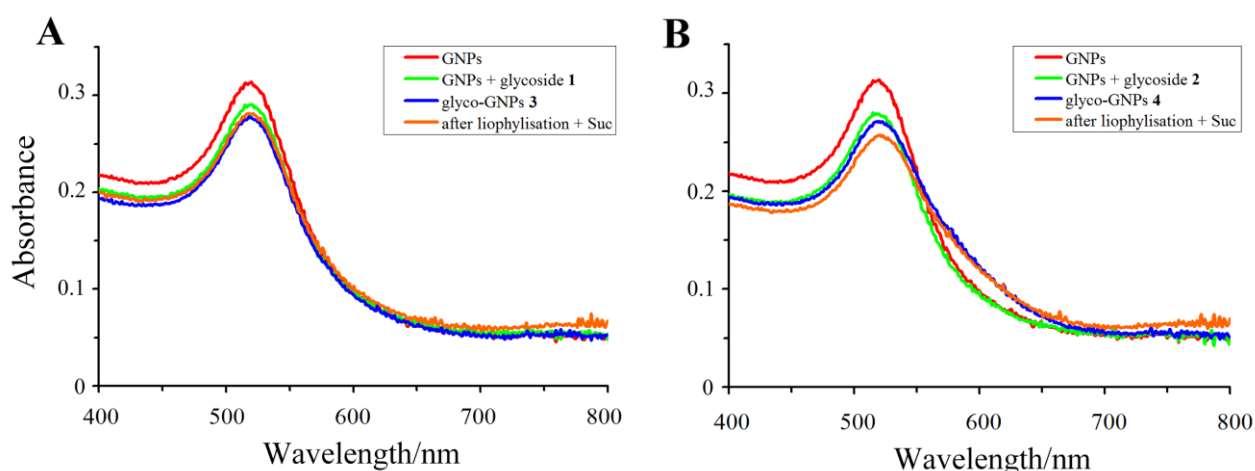 A
Absorbance
0.3
0.2
0.1
0
400
500
600
700
800
Wavelength/nm
GNPs
GNPs + glycoside 1
glyco-GNPs 3
after liophylisation + Suc
B
0.3
0.2
0.1
0
400
500
600
700
800
Wavelength/nm
GNPs
GNPs + glycoside 2
glyco-GNPs 4
after liophylisation + Suc